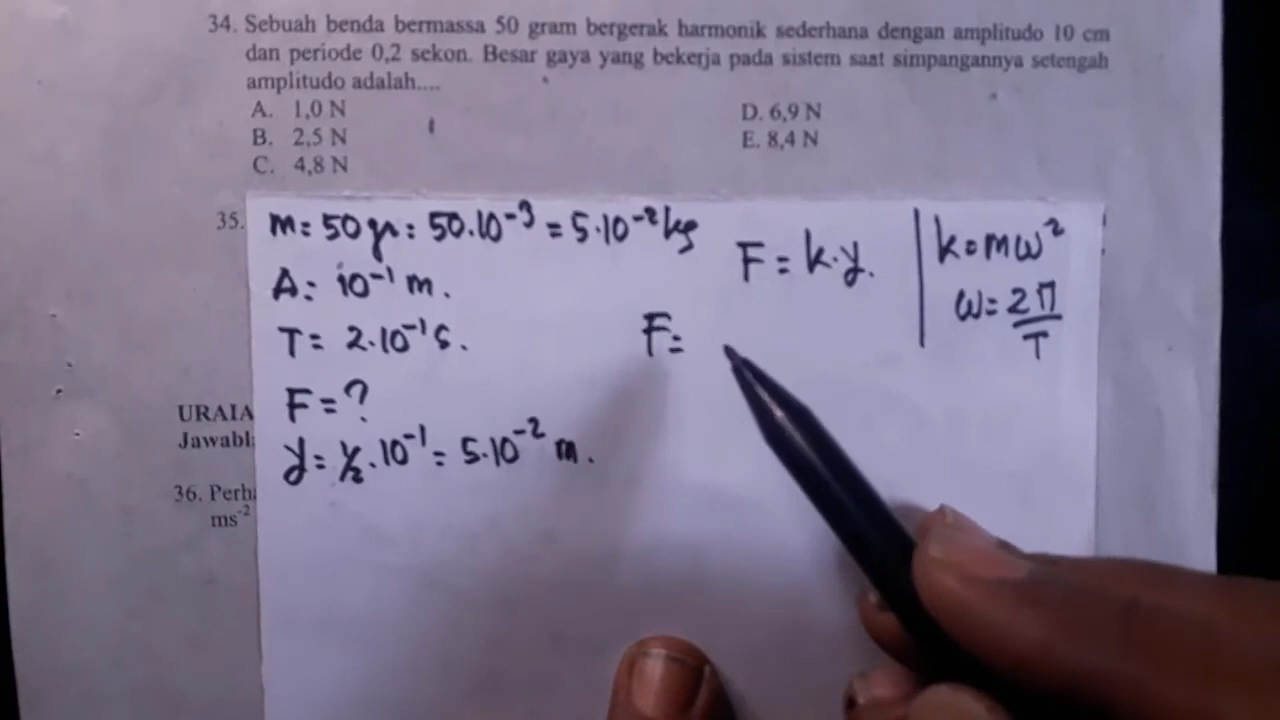 34. Sebuah benda bermassa 50 gram bergerak harmonik sederhana dengan amplitudo 10 cm
dan periode 0,2 sekon. Besar gaya yang bekerja pada sistem saat simpangannya setengah
amplitudo adalah....
A. 1,0 N
B. 2,5 N
C. 4,8 N
D. 6,9 N
E. 8,4 N
35.
m = 50 gr = 50.10⁻³ = 5.10⁻² kg
A = 10⁻¹ m.
T = 2.10⁻¹ s.
F = ?
y = ½.10⁻¹ = 5.10⁻² m.
F = k.y.
F =
k = mω²
ω = 2π/T
URAIA
Jawabl
36. Perh
ms⁻²